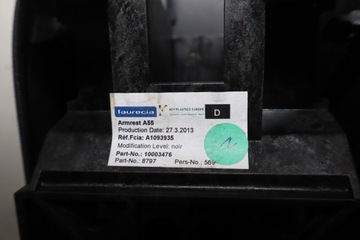 faurecia KEY PLASTICS EUROPE D
Armrest A55
Production Date: 27.3.2013
Réf.Fcia: A1093935
Modification Level: noir
Part-No.: 10003476
Part-No.: 8797 Pers-No.: 569